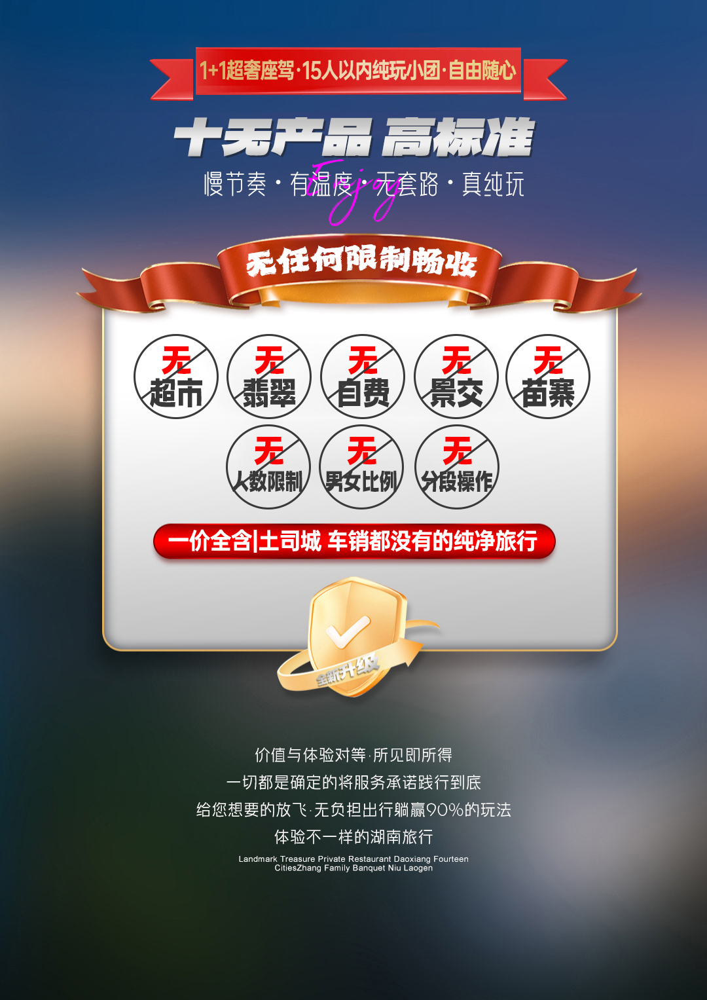 1+1超奢座驾·15人以内纯玩小团·自由随心
十无产品 高标准
Enjoy
慢节奏·有温度·无套路·真纯玩
无任何限制畅收
无 无 无 无 无
超市 翡翠 自费 景交 苗寨
无 无 无
人数限制 男女比例 分段操作
一价全含|土司城 车销都没有的纯净旅行
全新升级
价值与体验对等·所见即所得
一切都是确定的将服务承诺践行到底
给您想要的放飞·无负担出行躺赢90%的玩法
体验不一样的湖南旅行
Landmark Treasure Private Restaurant Daoxiang Fourteen
CitiesZhang Family Banquet Niu Laogen